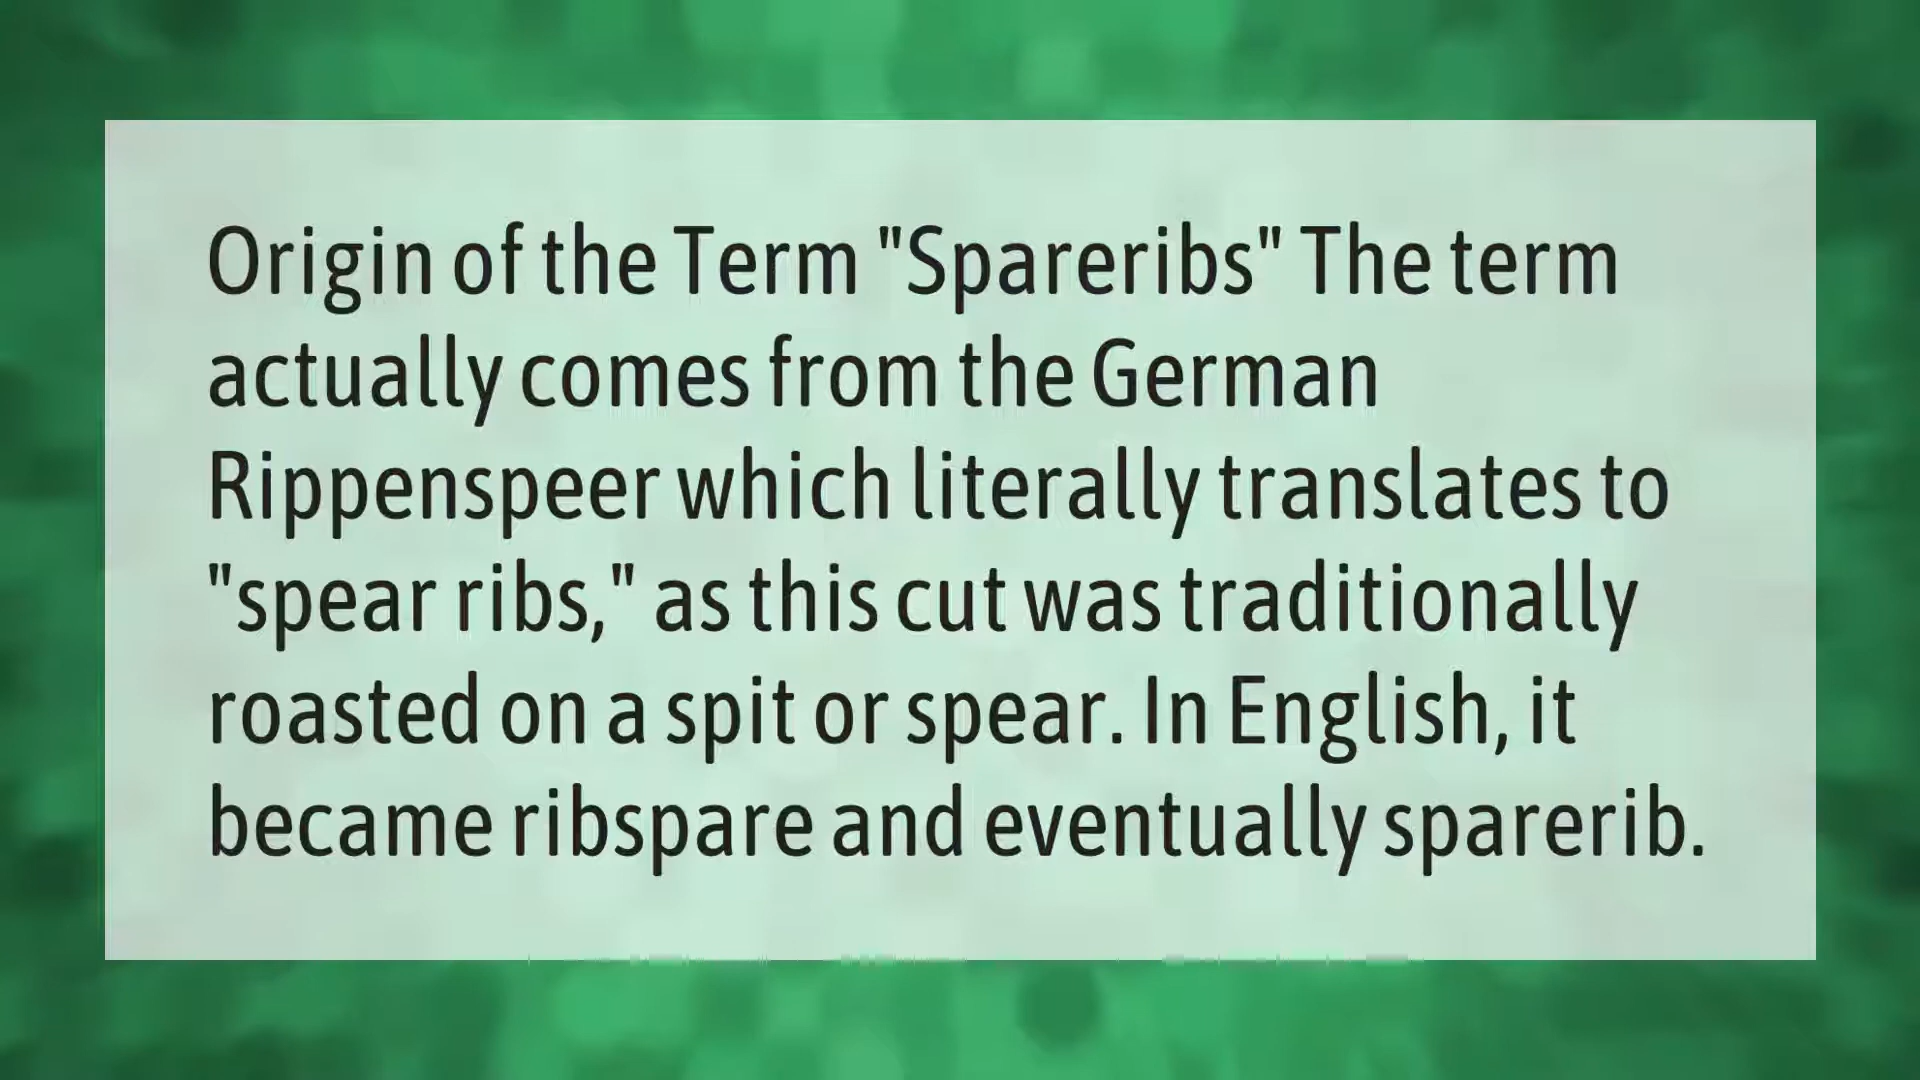 Origin of the Term "Spareribs" The term
actually comes from the German
Rippenspeer which literally translates to
"spear ribs," as this cut was traditionally
roasted on a spit or spear. In English, it
became ribspare and eventually sparerib.